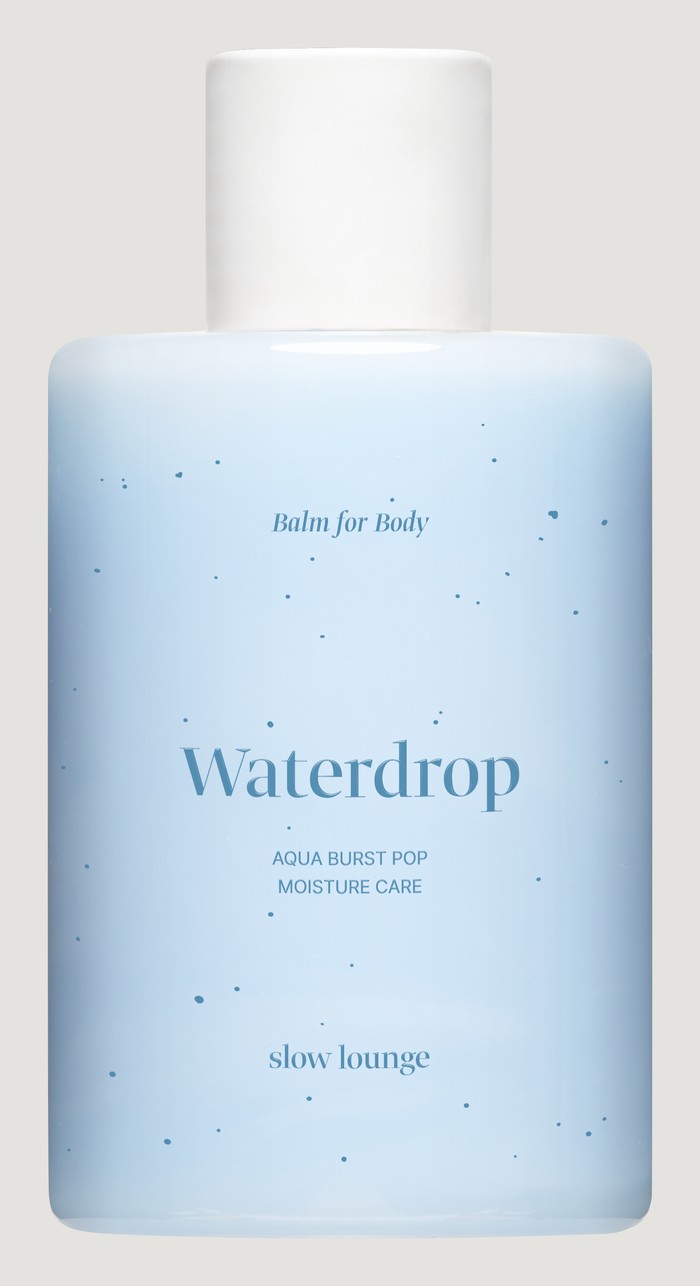 Balm for Body
Waterdrop
AQUA BURST POP
MOISTURE CARE
slow lounge